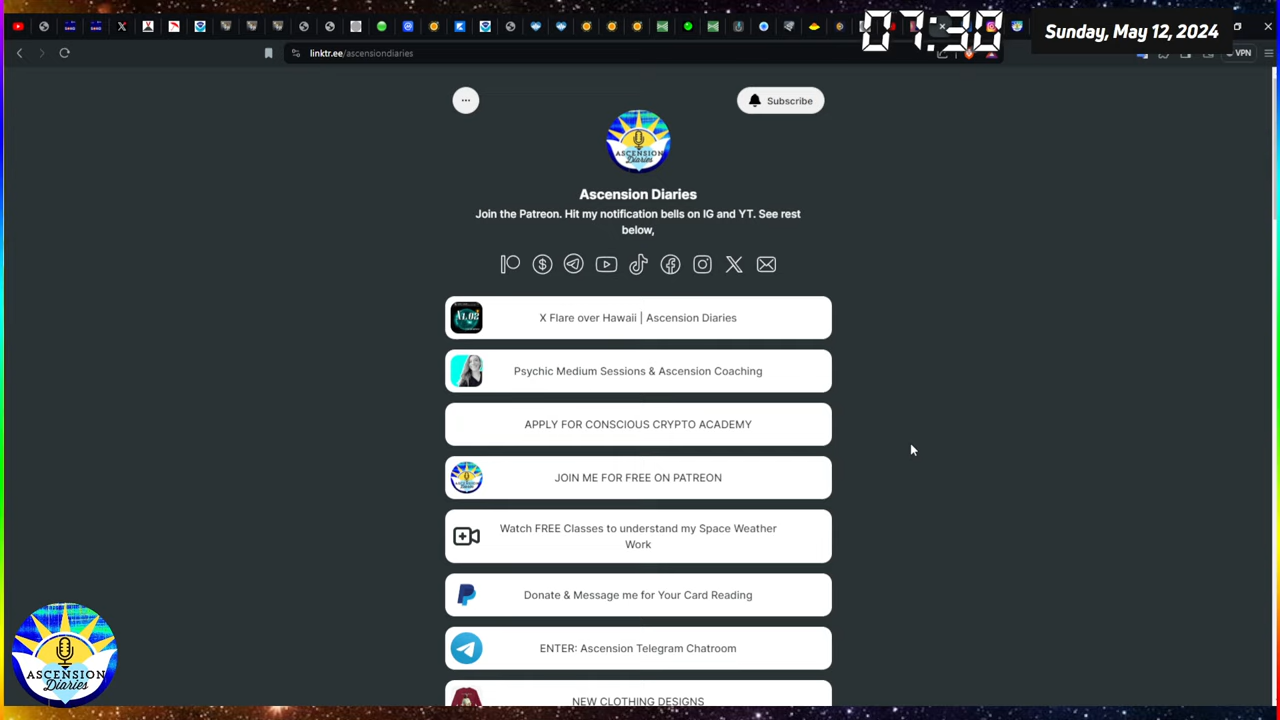 07:30
Sunday, May 12, 2024
linktr.ee/ascensiondiaries
VPN
...
Subscribe
ASCENSION
Diaries
Ascension Diaries
Join the Patreon. Hit my notification bells on IG and YT. See rest
below,
X Flare over Hawaii | Ascension Diaries
Psychic Medium Sessions & Ascension Coaching
APPLY FOR CONSCIOUS CRYPTO ACADEMY
JOIN ME FOR FREE ON PATREON
Watch FREE Classes to understand my Space Weather
Work
Donate & Message me for Your Card Reading
ENTER: Ascension Telegram Chatroom
NEW CLOTHING DESIGNS
ASCENSION
Diaries